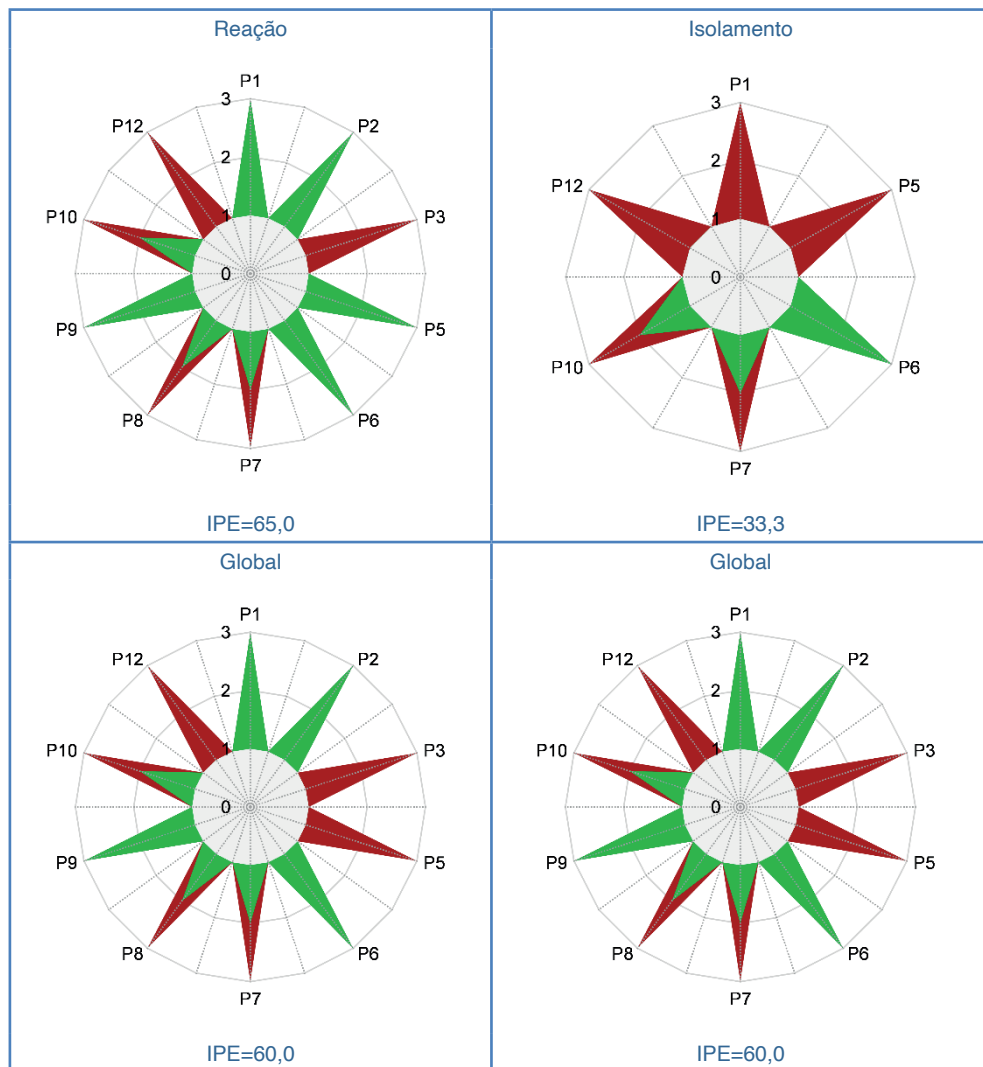 Reação
P1
3
P12
P2
2
P10
P3
1
0
P9
P5
P8
P6
P7
IPE=65,0
Isolamento
P1
3
2
P12
P5
1
0
P10
P6
P7
IPE=33,3
Global
P1
3
P12
P2
2
P10
P3
1
0
P9
P5
P8
P6
P7
IPE=60,0
Global
P1
3
P12
P2
2
P10
P3
1
0
P9
P5
P8
P6
P7
IPE=60,0